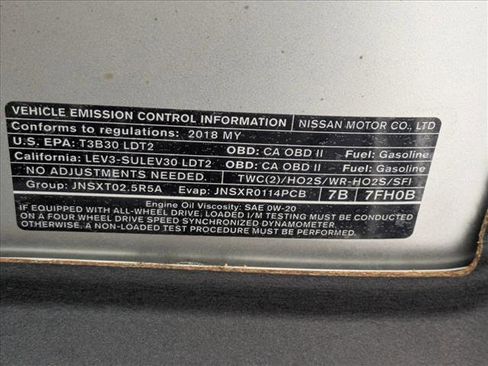 VEHICLE EMISSION CONTROL INFORMATION NISSAN MOTOR CO., LTD
Conforms to regulations: 2018 MY
U.S. EPA: T3B30 LDT2 OBD: CA OBD II Fuel: Gasoline
California: LEV3-SULEV30 LDT2 OBD: CA OBD II Fuel: Gasoline
NO ADJUSTMENTS NEEDED. TWC(2)/HO2S/WR-HO2S/SFI
Group: JNSXT02.5R5A Evap: JNSXR0114PCB 7B 7FH0B
Engine Oil Viscosity: SAE 0W-20
IF EQUIPPED WITH ALL-WHEEL DRIVE, LOADED I/M TESTING MUST BE CONDUCTED ON
A FOUR WHEEL DRIVE SPEED SYNCHRONIZED DYNAMOMETER.
OTHERWISE, A NON-LOADED TEST PROCEDURE MUST BE PERFORMED.